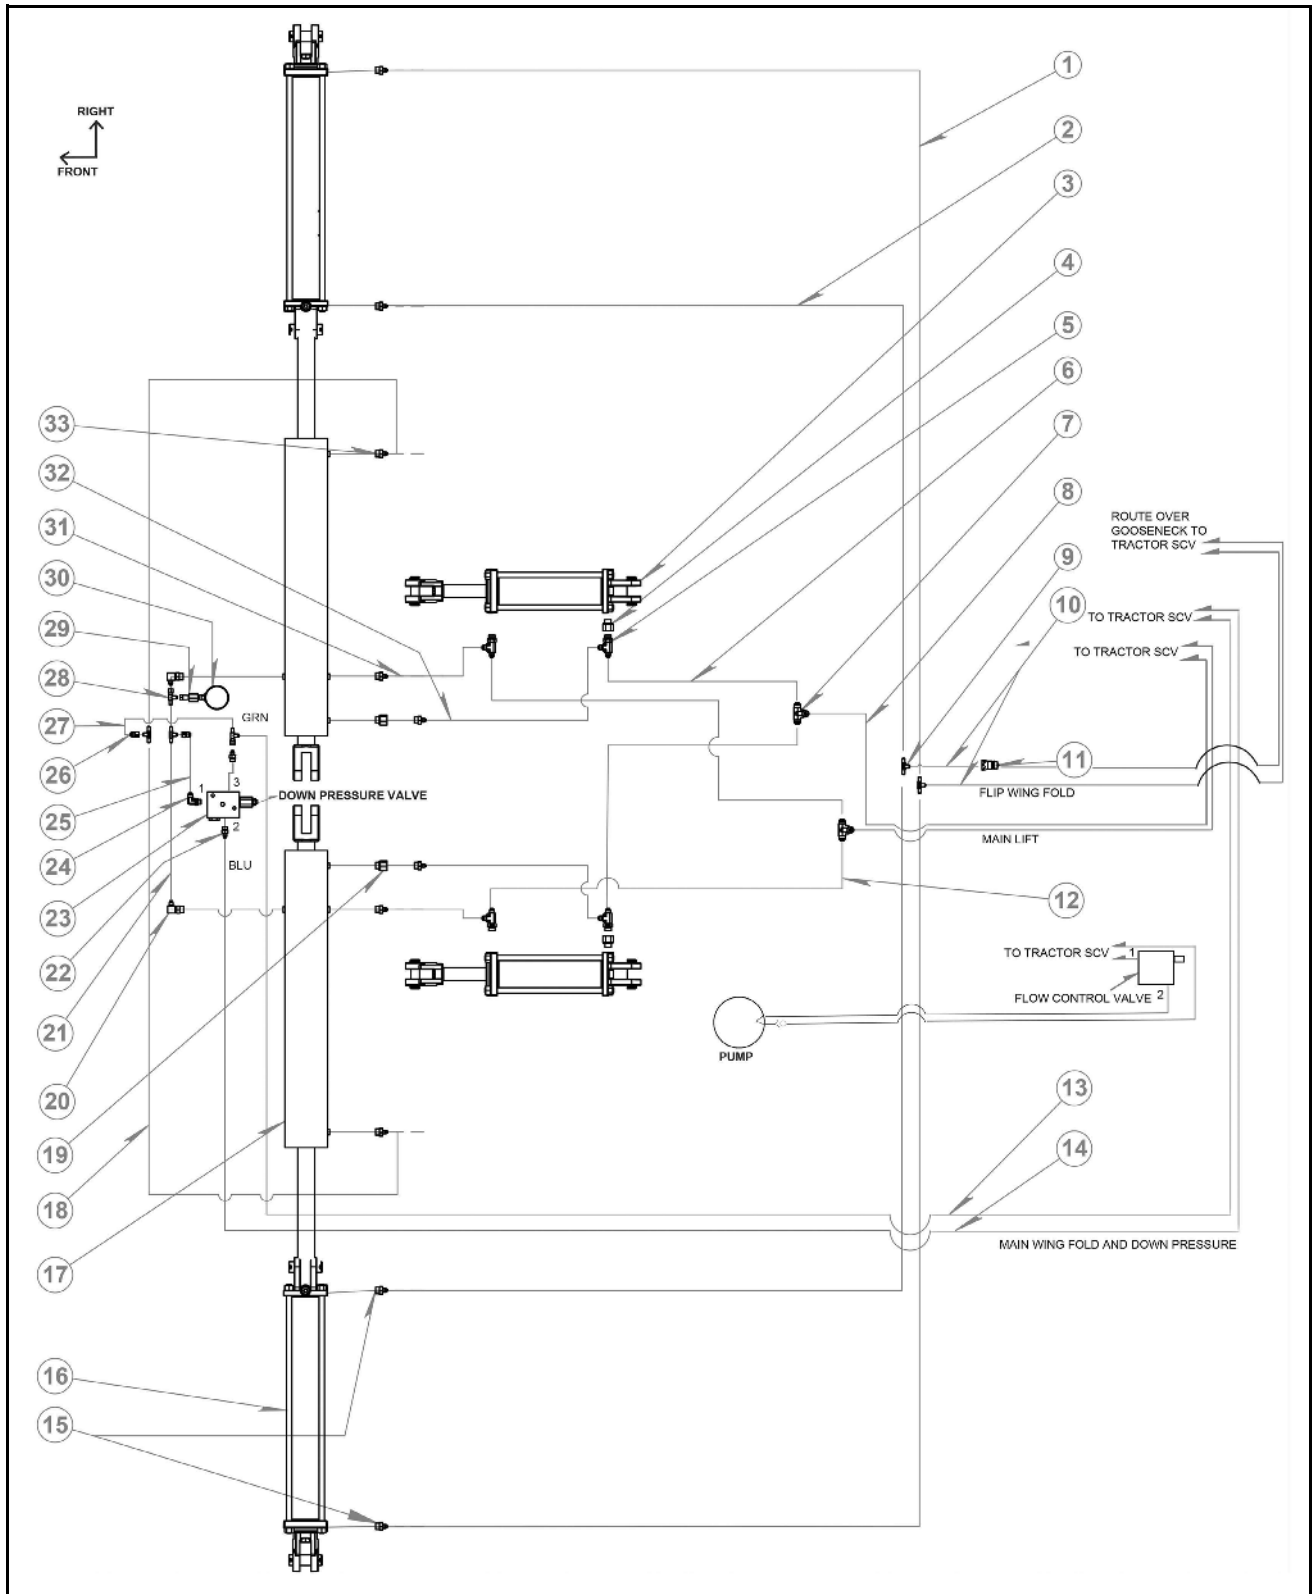 1
RIGHT
2
FRONT
3
4
5
6
33
7
32
8
31
ROUTE OVER
GOOSENECK TO
TRACTOR SCV
9
30
10
TO TRACTOR SCV
29
TO TRACTOR SCV
28
GRN
27
26
11
1
3
DOWN PRESSURE VALVE
FLIP WING FOLD
25
2
MAIN LIFT
24
BLU
12
23
TO TRACTOR SCV
1
22
FLOW CONTROL VALVE
2
21
PUMP
20
13
19
14
18
MAIN WING FOLD AND DOWN PRESSURE
17
16
15